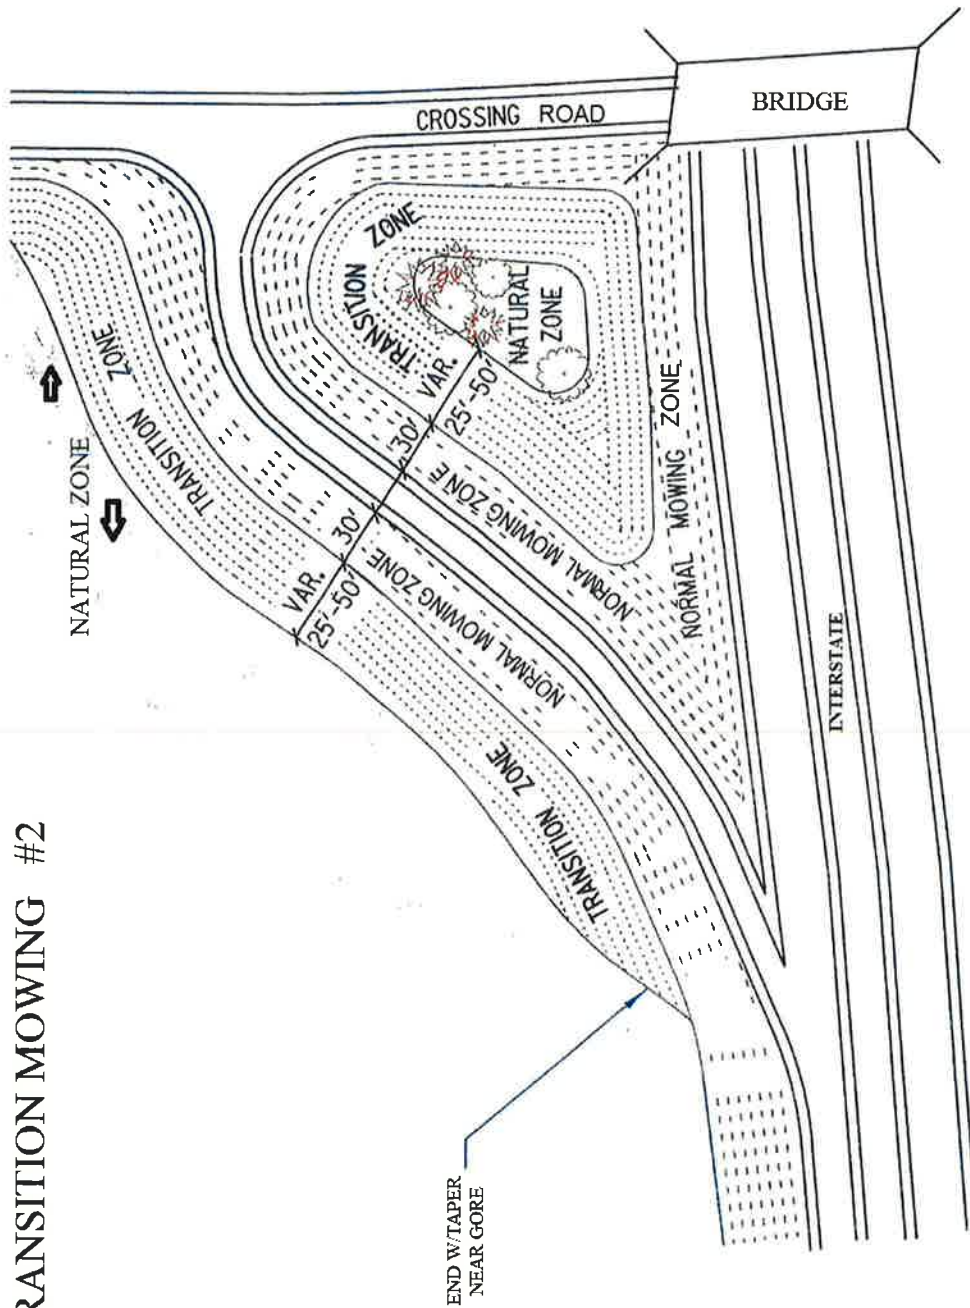 RANSITION MOWING #2
CROSSING ROAD
BRIDGE
NATURAL ZONE
TRANSITION ZONE
TRANSITION ZONE
NATURAL
ZONE
VAR.
25'-50'
30'
30'
VAR.
25'-50'
NORMAL MOWING ZONE
NORMAL MOWING ZONE
NORMAL MOWING ZONE
TRANSITION ZONE
INTERSTATE
END W/TAPER
NEAR GORE